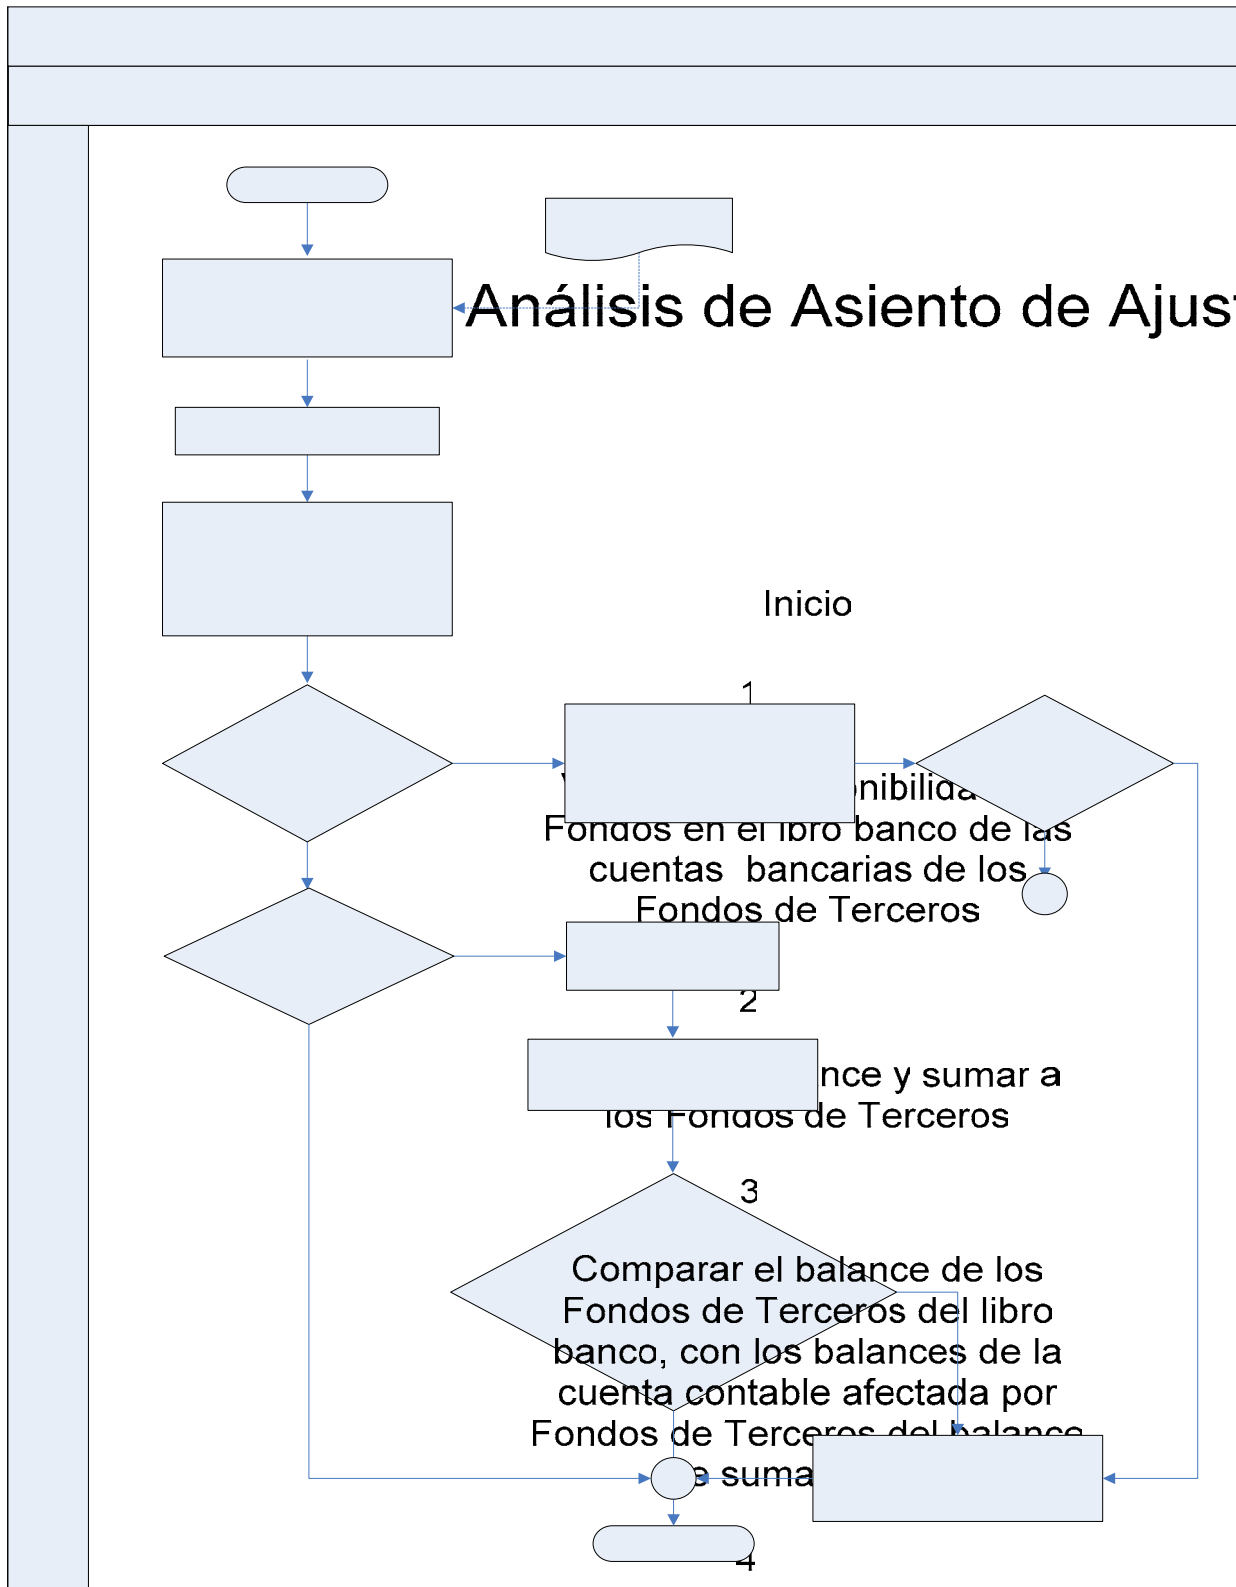 Análisis de Asiento de Ajus
Inicio
1
Fondos en el lbro banco de las
cuentas bancarias de los
Fondos de Terceros
2
nce y sumar a
los Fondos de Terceros
3
Comparar el balance de los
Fondos de Terceros del libro
banco, con los balances de la
cuenta contable afectada por
Fondos de Terceros del balance
e suma
4